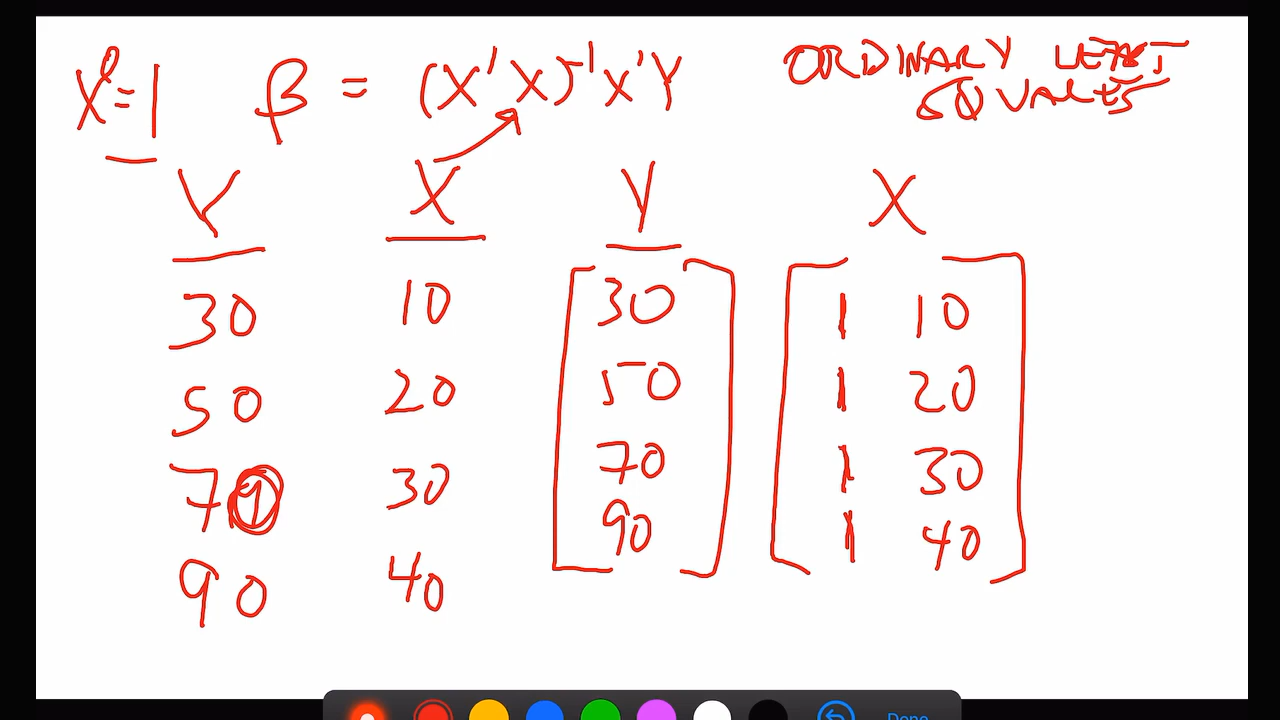 X⁰=1 β = (X'X)⁻¹X'Y ORDINARY LEAST
SQUARES
Y X Y X
30 10 30 1 10
50 20 50 1 20
70 30 70 1 30
90 40 90 1 40
Done